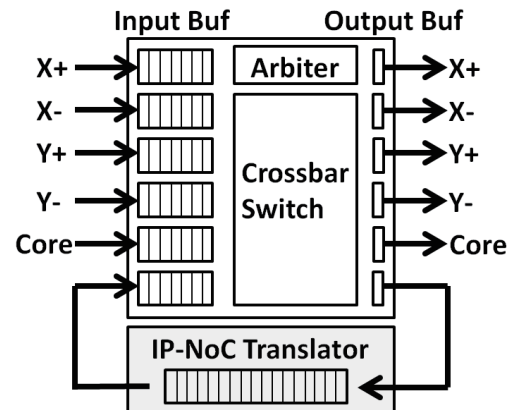 Input Buf Output Buf
X+ Arbiter X+
X- X-
Y+ Y+
Crossbar
Switch
Y- Y-
Core Core
IP-NoC Translator